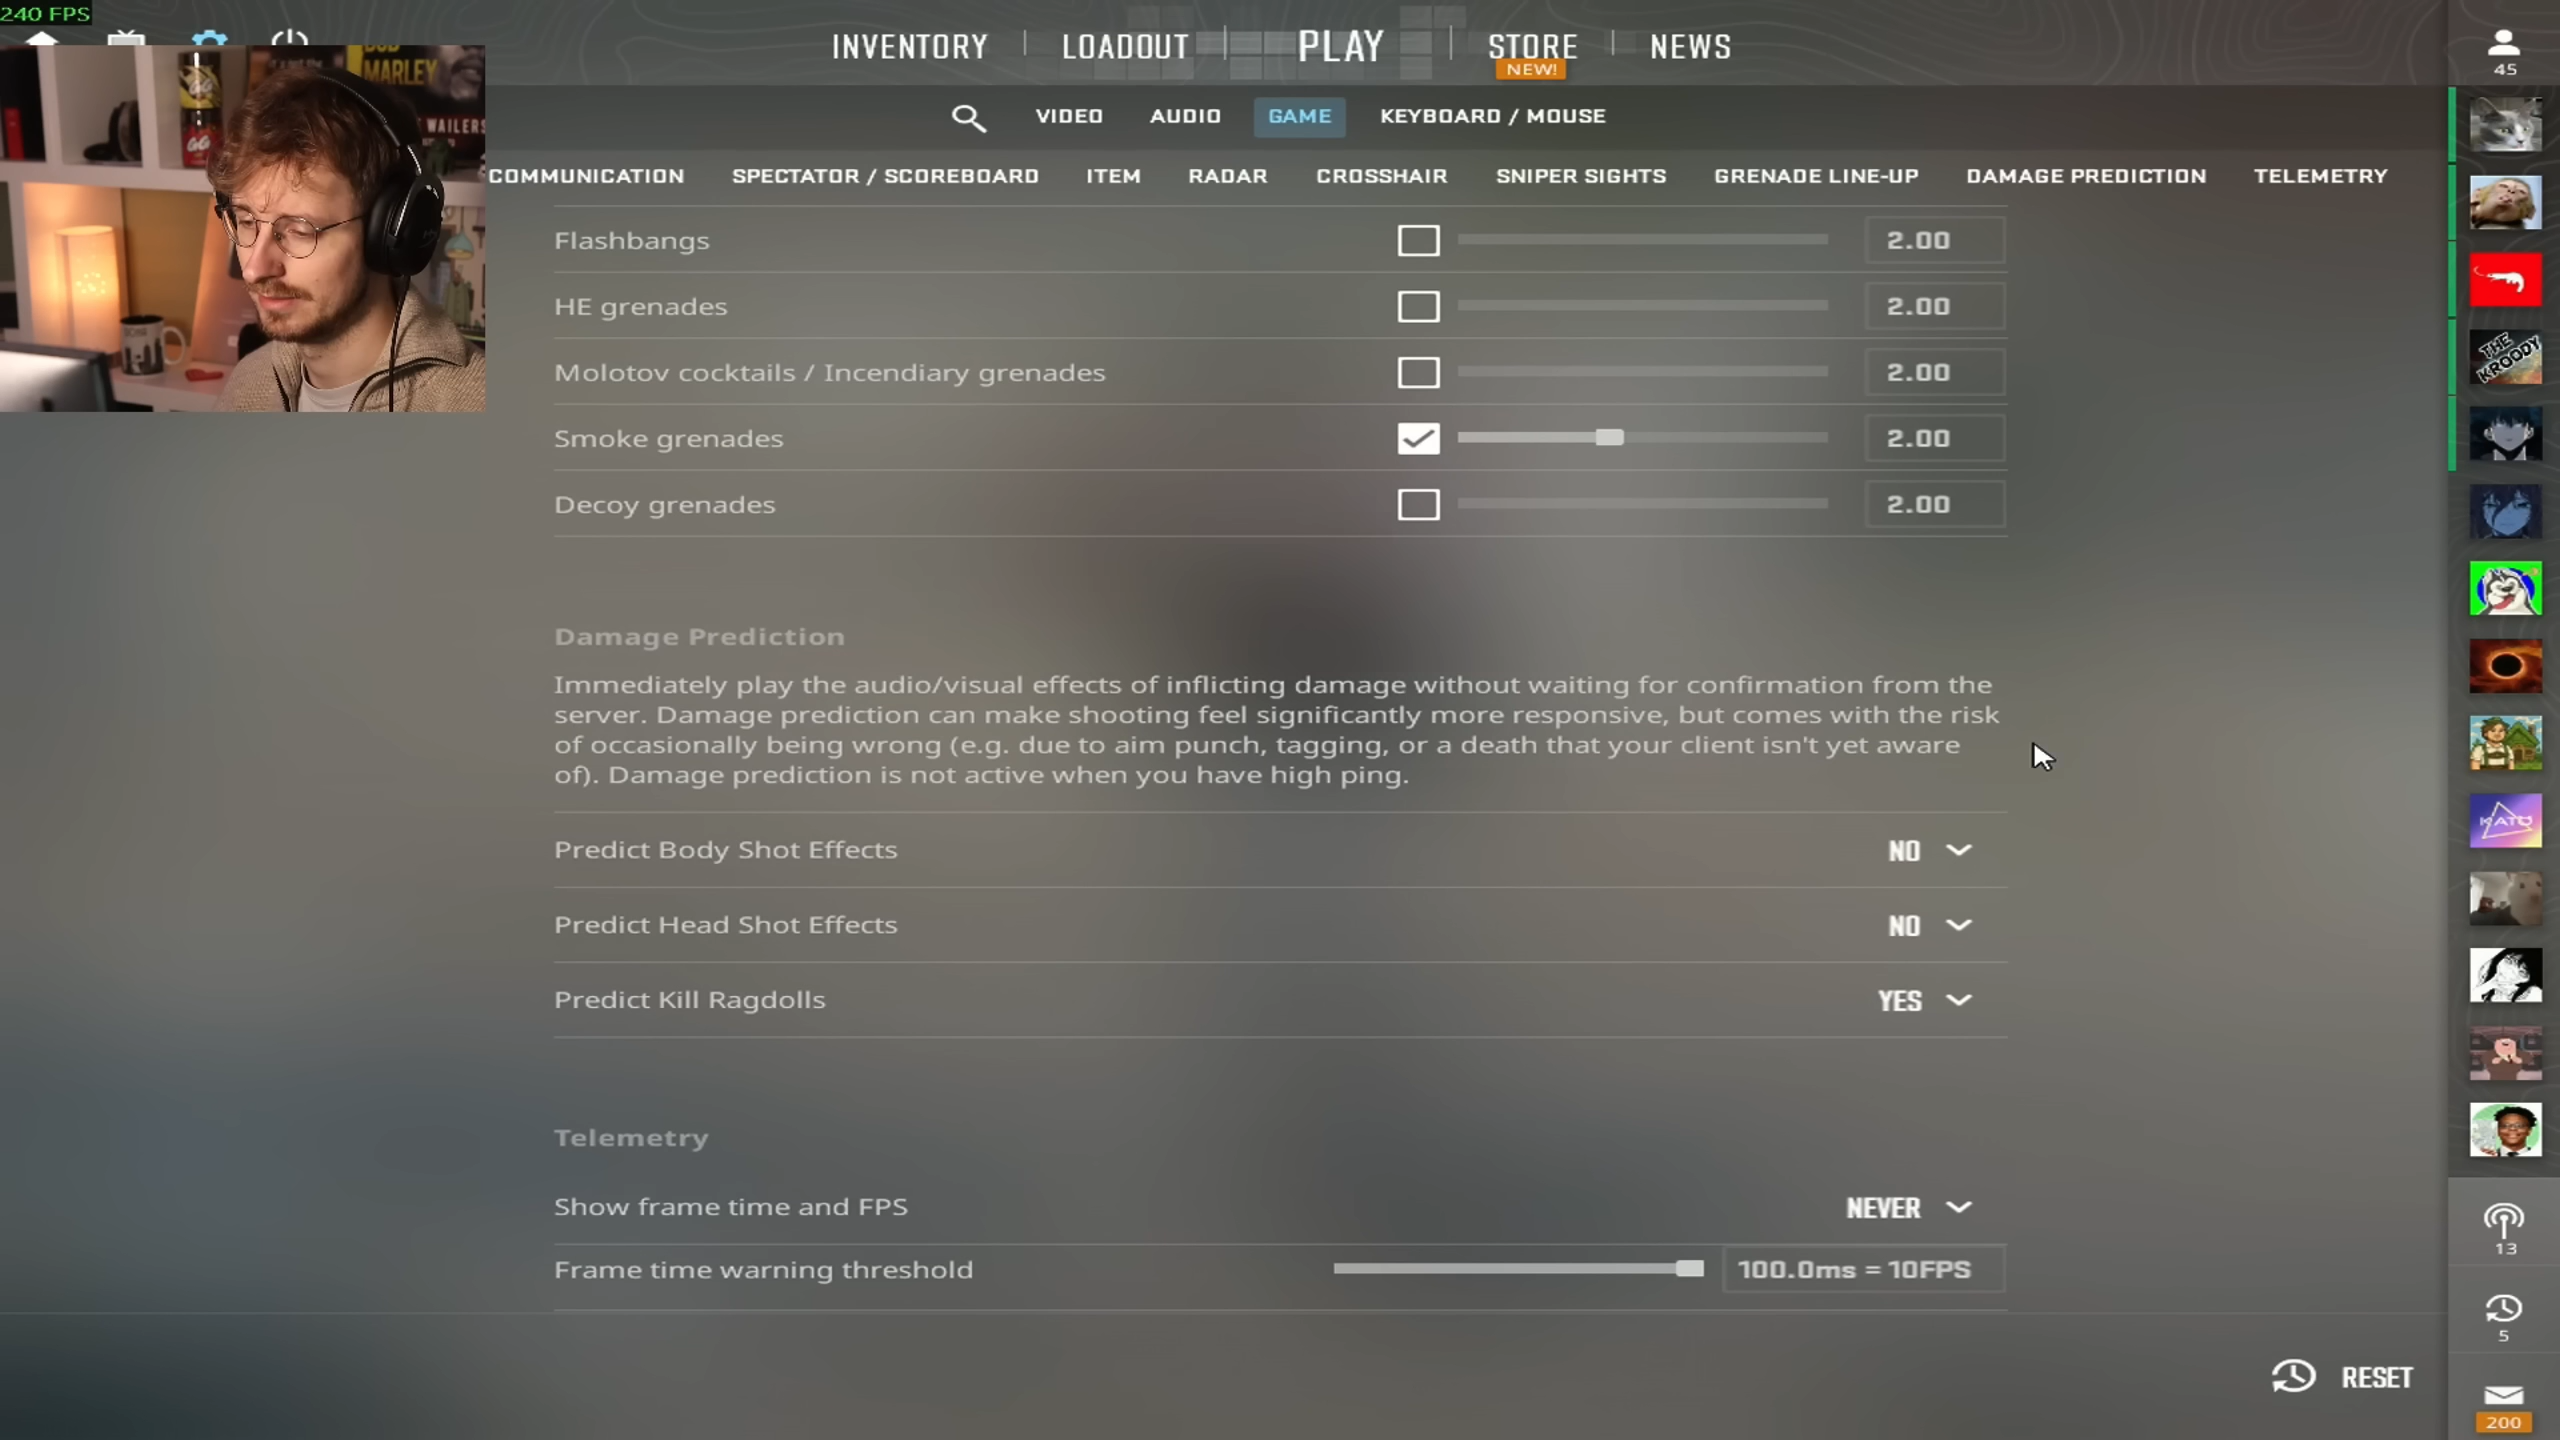 240 FPS
INVENTORY
LOADOUT
PLAY
STORE
NEW!
NEWS
45
VIDEO
AUDIO
GAME
KEYBOARD / MOUSE
COMMUNICATION
SPECTATOR / SCOREBOARD
ITEM
RADAR
CROSSHAIR
SNIPER SIGHTS
GRENADE LINE-UP
DAMAGE PREDICTION
TELEMETRY
MARLEY
WAILERS
Flashbangs 2.00
HE grenades 2.00
Molotov cocktails / Incendiary grenades 2.00
Smoke grenades 2.00
Decoy grenades 2.00
Damage Prediction
Immediately play the audio/visual effects of inflicting damage without waiting for confirmation from the
server. Damage prediction can make shooting feel significantly more responsive, but comes with the risk
of occasionally being wrong (e.g. due to aim punch, tagging, or a death that your client isn't yet aware
of). Damage prediction is not active when you have high ping.
Predict Body Shot Effects NO
Predict Head Shot Effects NO
Predict Kill Ragdolls YES
Telemetry
Show frame time and FPS NEVER
Frame time warning threshold 100.0ms = 10FPS
RESET
THE
KROODY
KATO
13
5
200